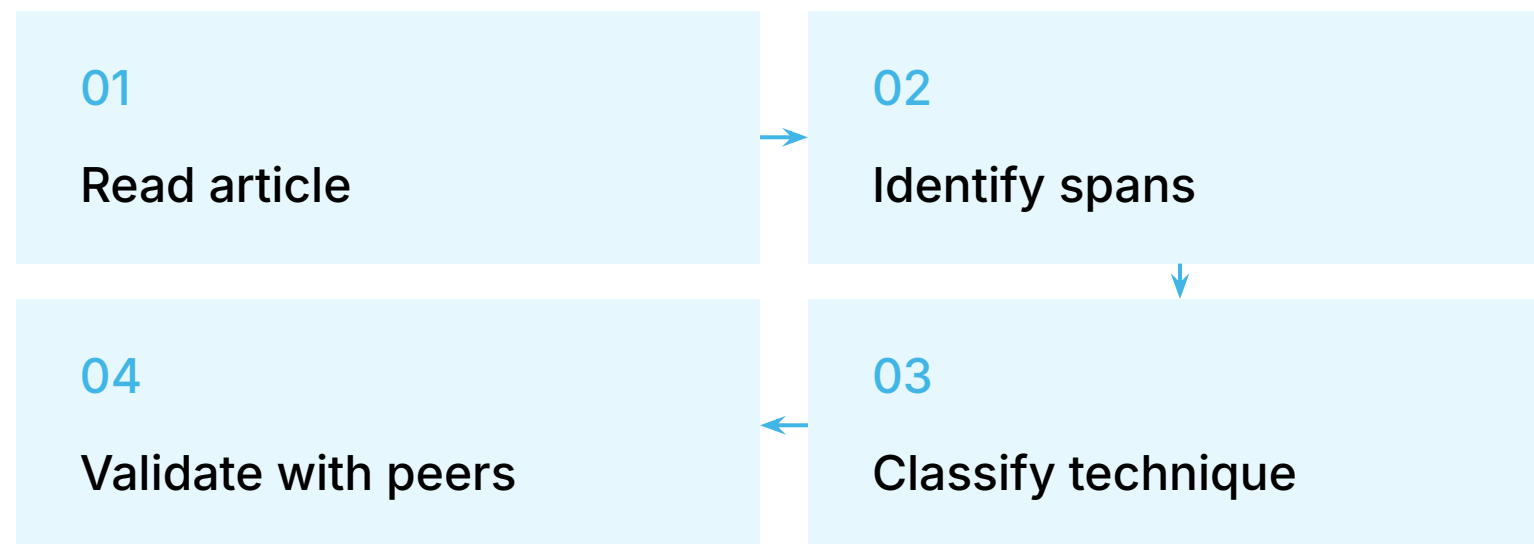 01
Read article
02
Identify spans
03
Classify technique
04
Validate with peers